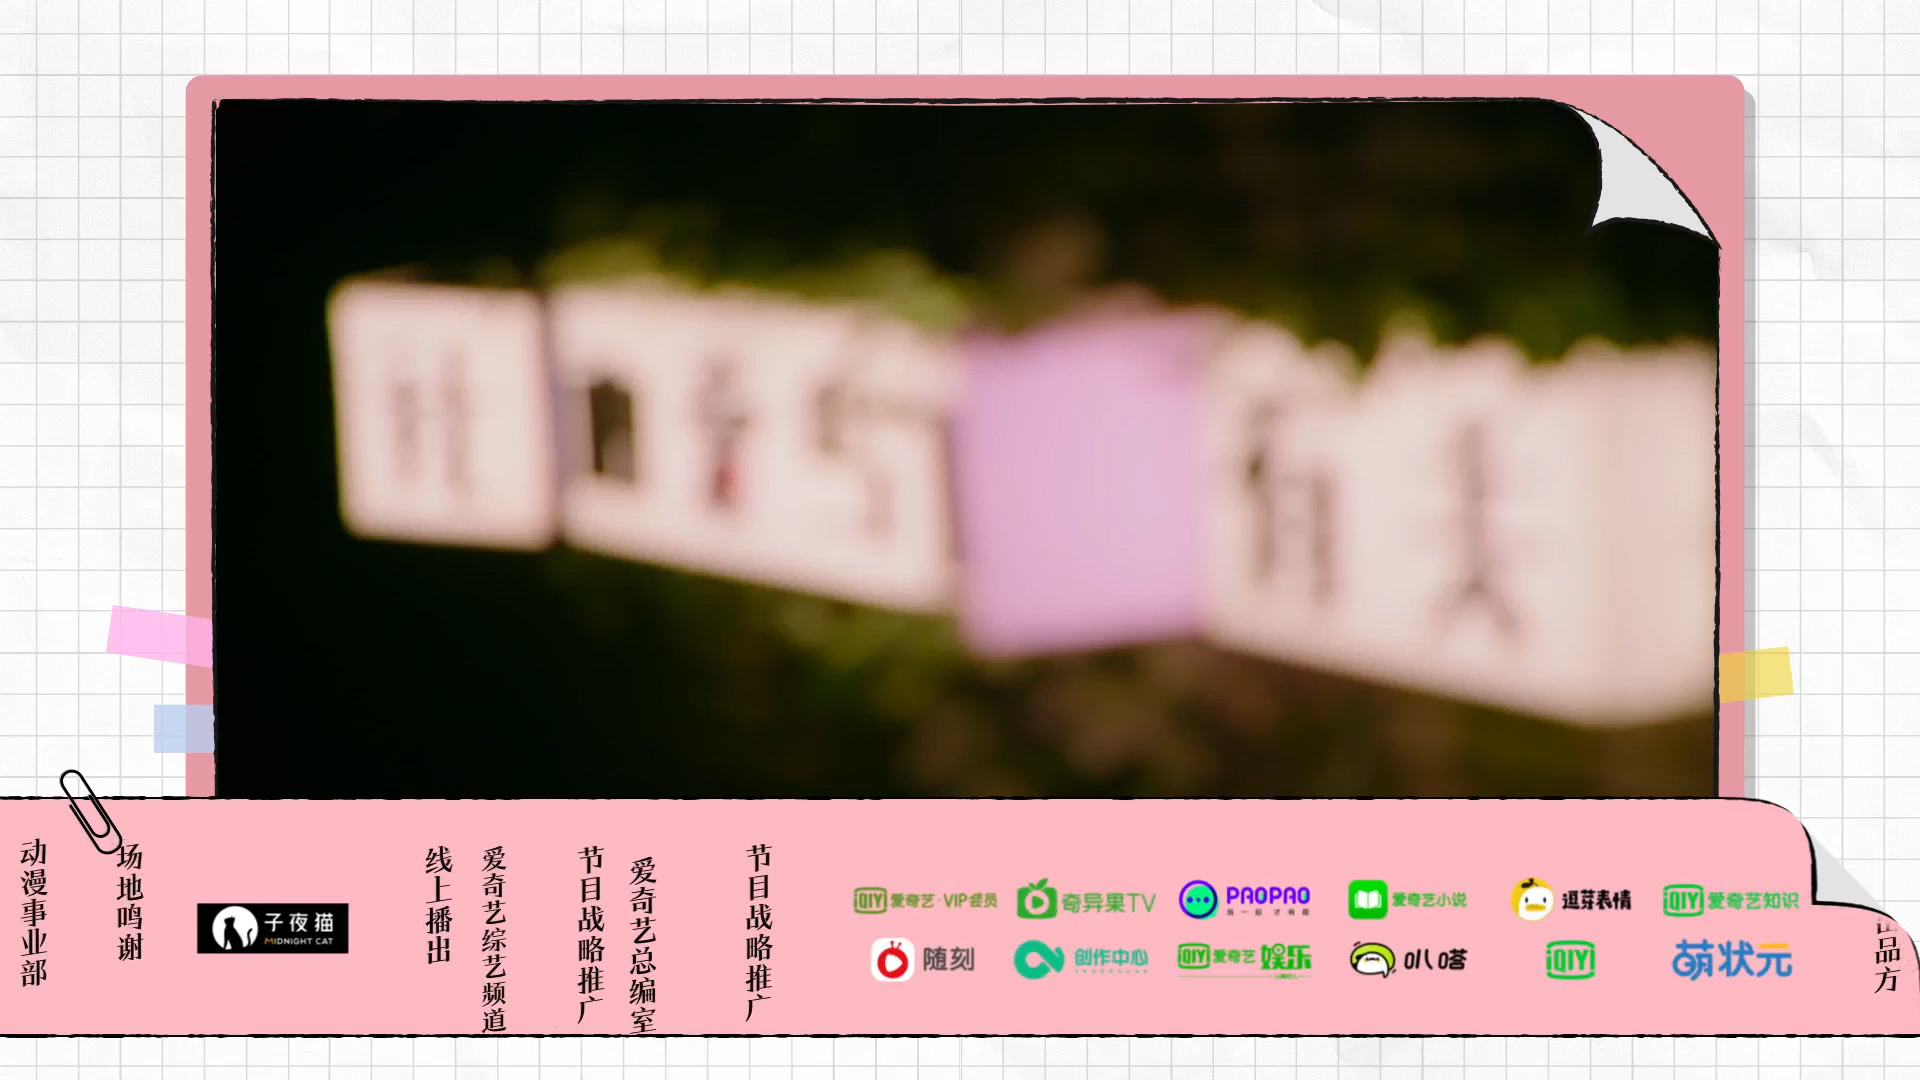 动漫事业部
场地鸣谢
子夜猫
MIDNIGHT CAT
线上播出
爱奇艺综艺频道
节目战略推广
爱奇艺总编室
节目战略推广
iQIYI 爱奇艺·VIP会员
奇异果TV
PAOPAO
爱奇艺小说
逗芽表情
iQIYI 爱奇艺知识
随刻
创作中心
iQIYI 爱奇艺 娱乐
叭嗒
iQIYI
萌状元
出品方